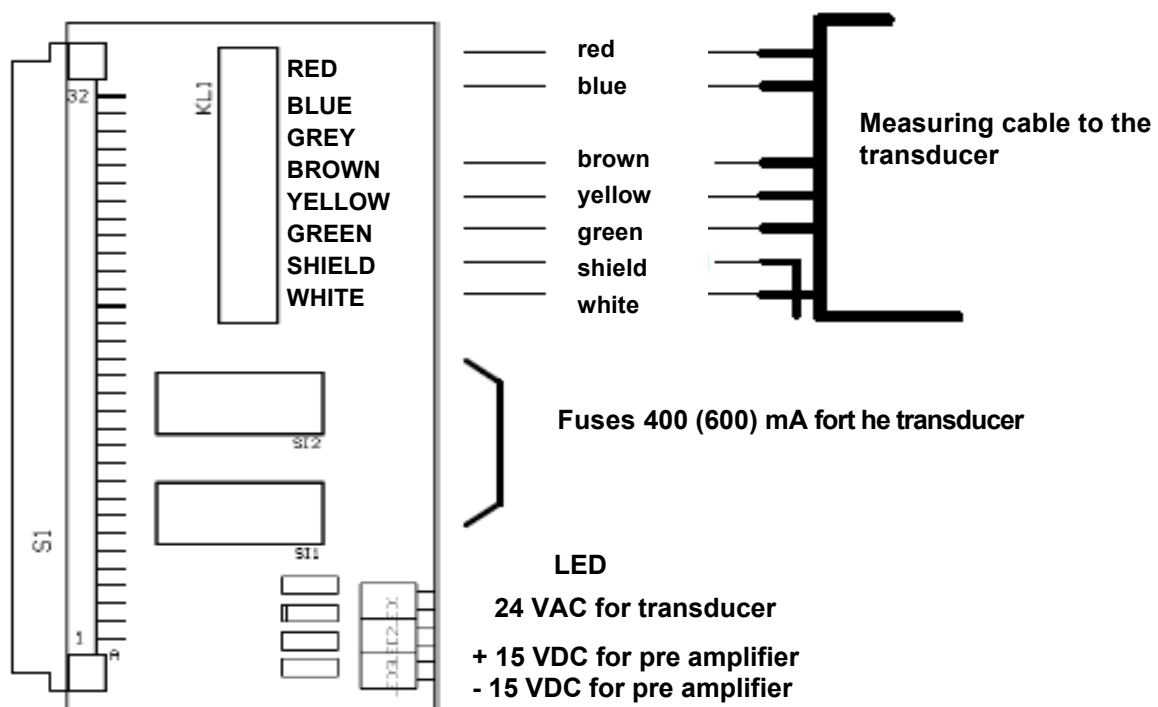 red
RED
KL1
32
BLUE
blue
Measuring cable to the
transducer
GREY
BROWN
brown
YELLOW
yellow
GREEN
green
SHIELD
shield
WHITE
white
SI2
Fuses 400 (600) mA fort he transducer
S1
SI1
LED
24 VAC for transducer
1
A
+ 15 VDC for pre amplifier
- 15 VDC for pre amplifier